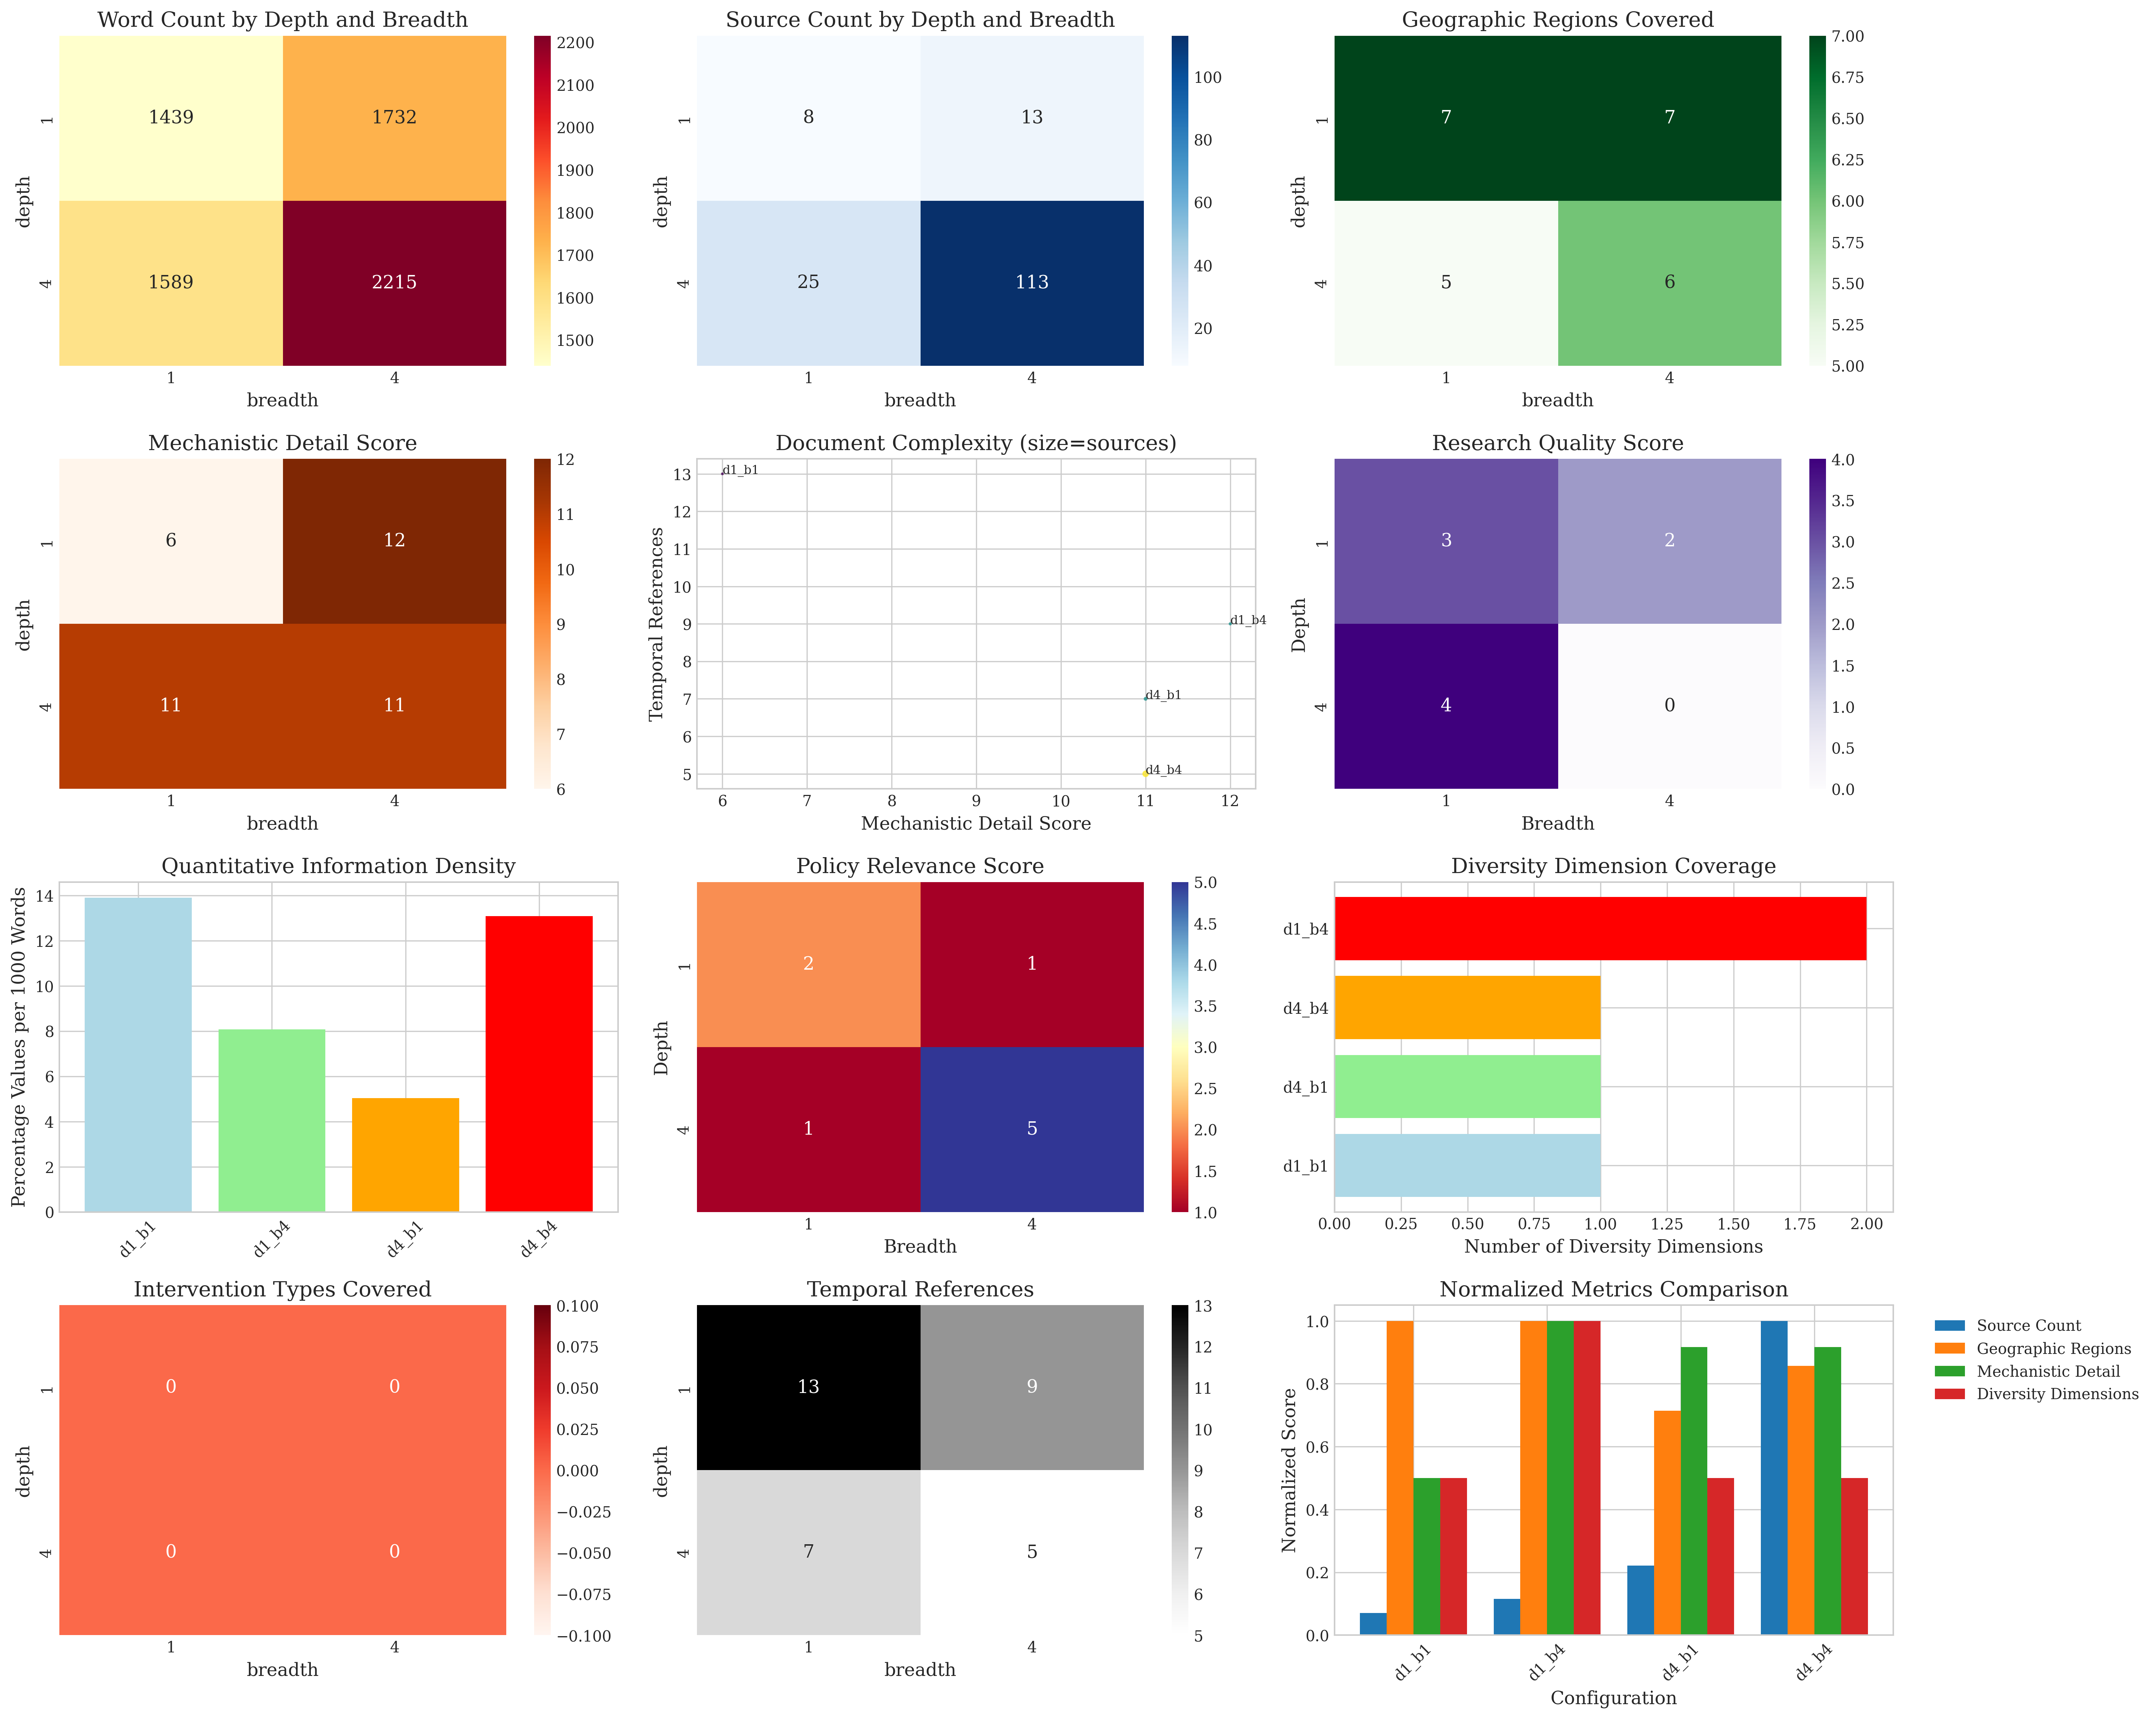 Word Count by Depth and Breadth
1439 1732
1589 2215
1 4
depth
1 4
breadth
2200
2100
2000
1900
1800
1700
1600
1500
Source Count by Depth and Breadth
8 13
25 113
1 4
depth
1 4
breadth
100
80
60
40
20
Geographic Regions Covered
7 7
5 6
1 4
depth
1 4
breadth
7.00
6.75
6.50
6.25
6.00
5.75
5.50
5.25
5.00
Mechanistic Detail Score
6 12
11 11
1 4
depth
1 4
breadth
12
11
10
9
8
7
6
Document Complexity (size=sources)
13
12
11
10
9
8
7
6
5
Temporal References
d1_b1
d1_b4
d4_b1
d4_b4
6 7 8 9 10 11 12
Mechanistic Detail Score
Research Quality Score
3 2
4 0
1 4
Depth
1 4
Breadth
4.0
3.5
3.0
2.5
2.0
1.5
1.0
0.5
0.0
Quantitative Information Density
Percentage Values per 1000 Words
14
12
10
8
6
4
2
0
d1_b1 d1_b4 d4_b1 d4_b4
Policy Relevance Score
2 1
1 5
1 4
Depth
1 4
Breadth
5.0
4.5
4.0
3.5
3.0
2.5
2.0
1.5
1.0
Diversity Dimension Coverage
d1_b4
d4_b4
d4_b1
d1_b1
0.00 0.25 0.50 0.75 1.00 1.25 1.50 1.75 2.00
Number of Diversity Dimensions
Intervention Types Covered
0 0
0 0
1 4
depth
1 4
breadth
0.100
0.075
0.050
0.025
0.000
−0.025
−0.050
−0.075
−0.100
Temporal References
13 9
7 5
1 4
depth
1 4
breadth
13
12
11
10
9
8
7
6
5
Normalized Metrics Comparison
Normalized Score
1.0
0.8
0.6
0.4
0.2
0.0
d1_b1 d1_b4 d4_b1 d4_b4
Configuration
Source Count
Geographic Regions
Mechanistic Detail
Diversity Dimensions